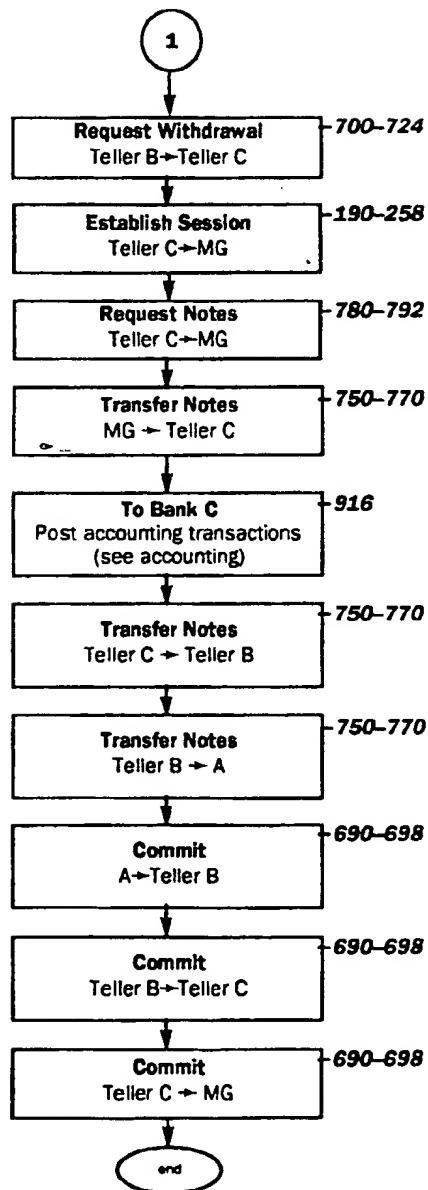 1
Request Withdrawal
Teller B→Teller C
700–724
Establish Session
Teller C→MG
190–258
Request Notes
Teller C→MG
780–792
Transfer Notes
MG → Teller C
750–770
To Bank C
Post accounting transactions
(see accounting)
916
Transfer Notes
Teller C → Teller B
750–770
Transfer Notes
Teller B → A
750–770
Commit
A→Teller B
690–698
Commit
Teller B→Teller C
690–698
Commit
Teller C → MG
690–698
end